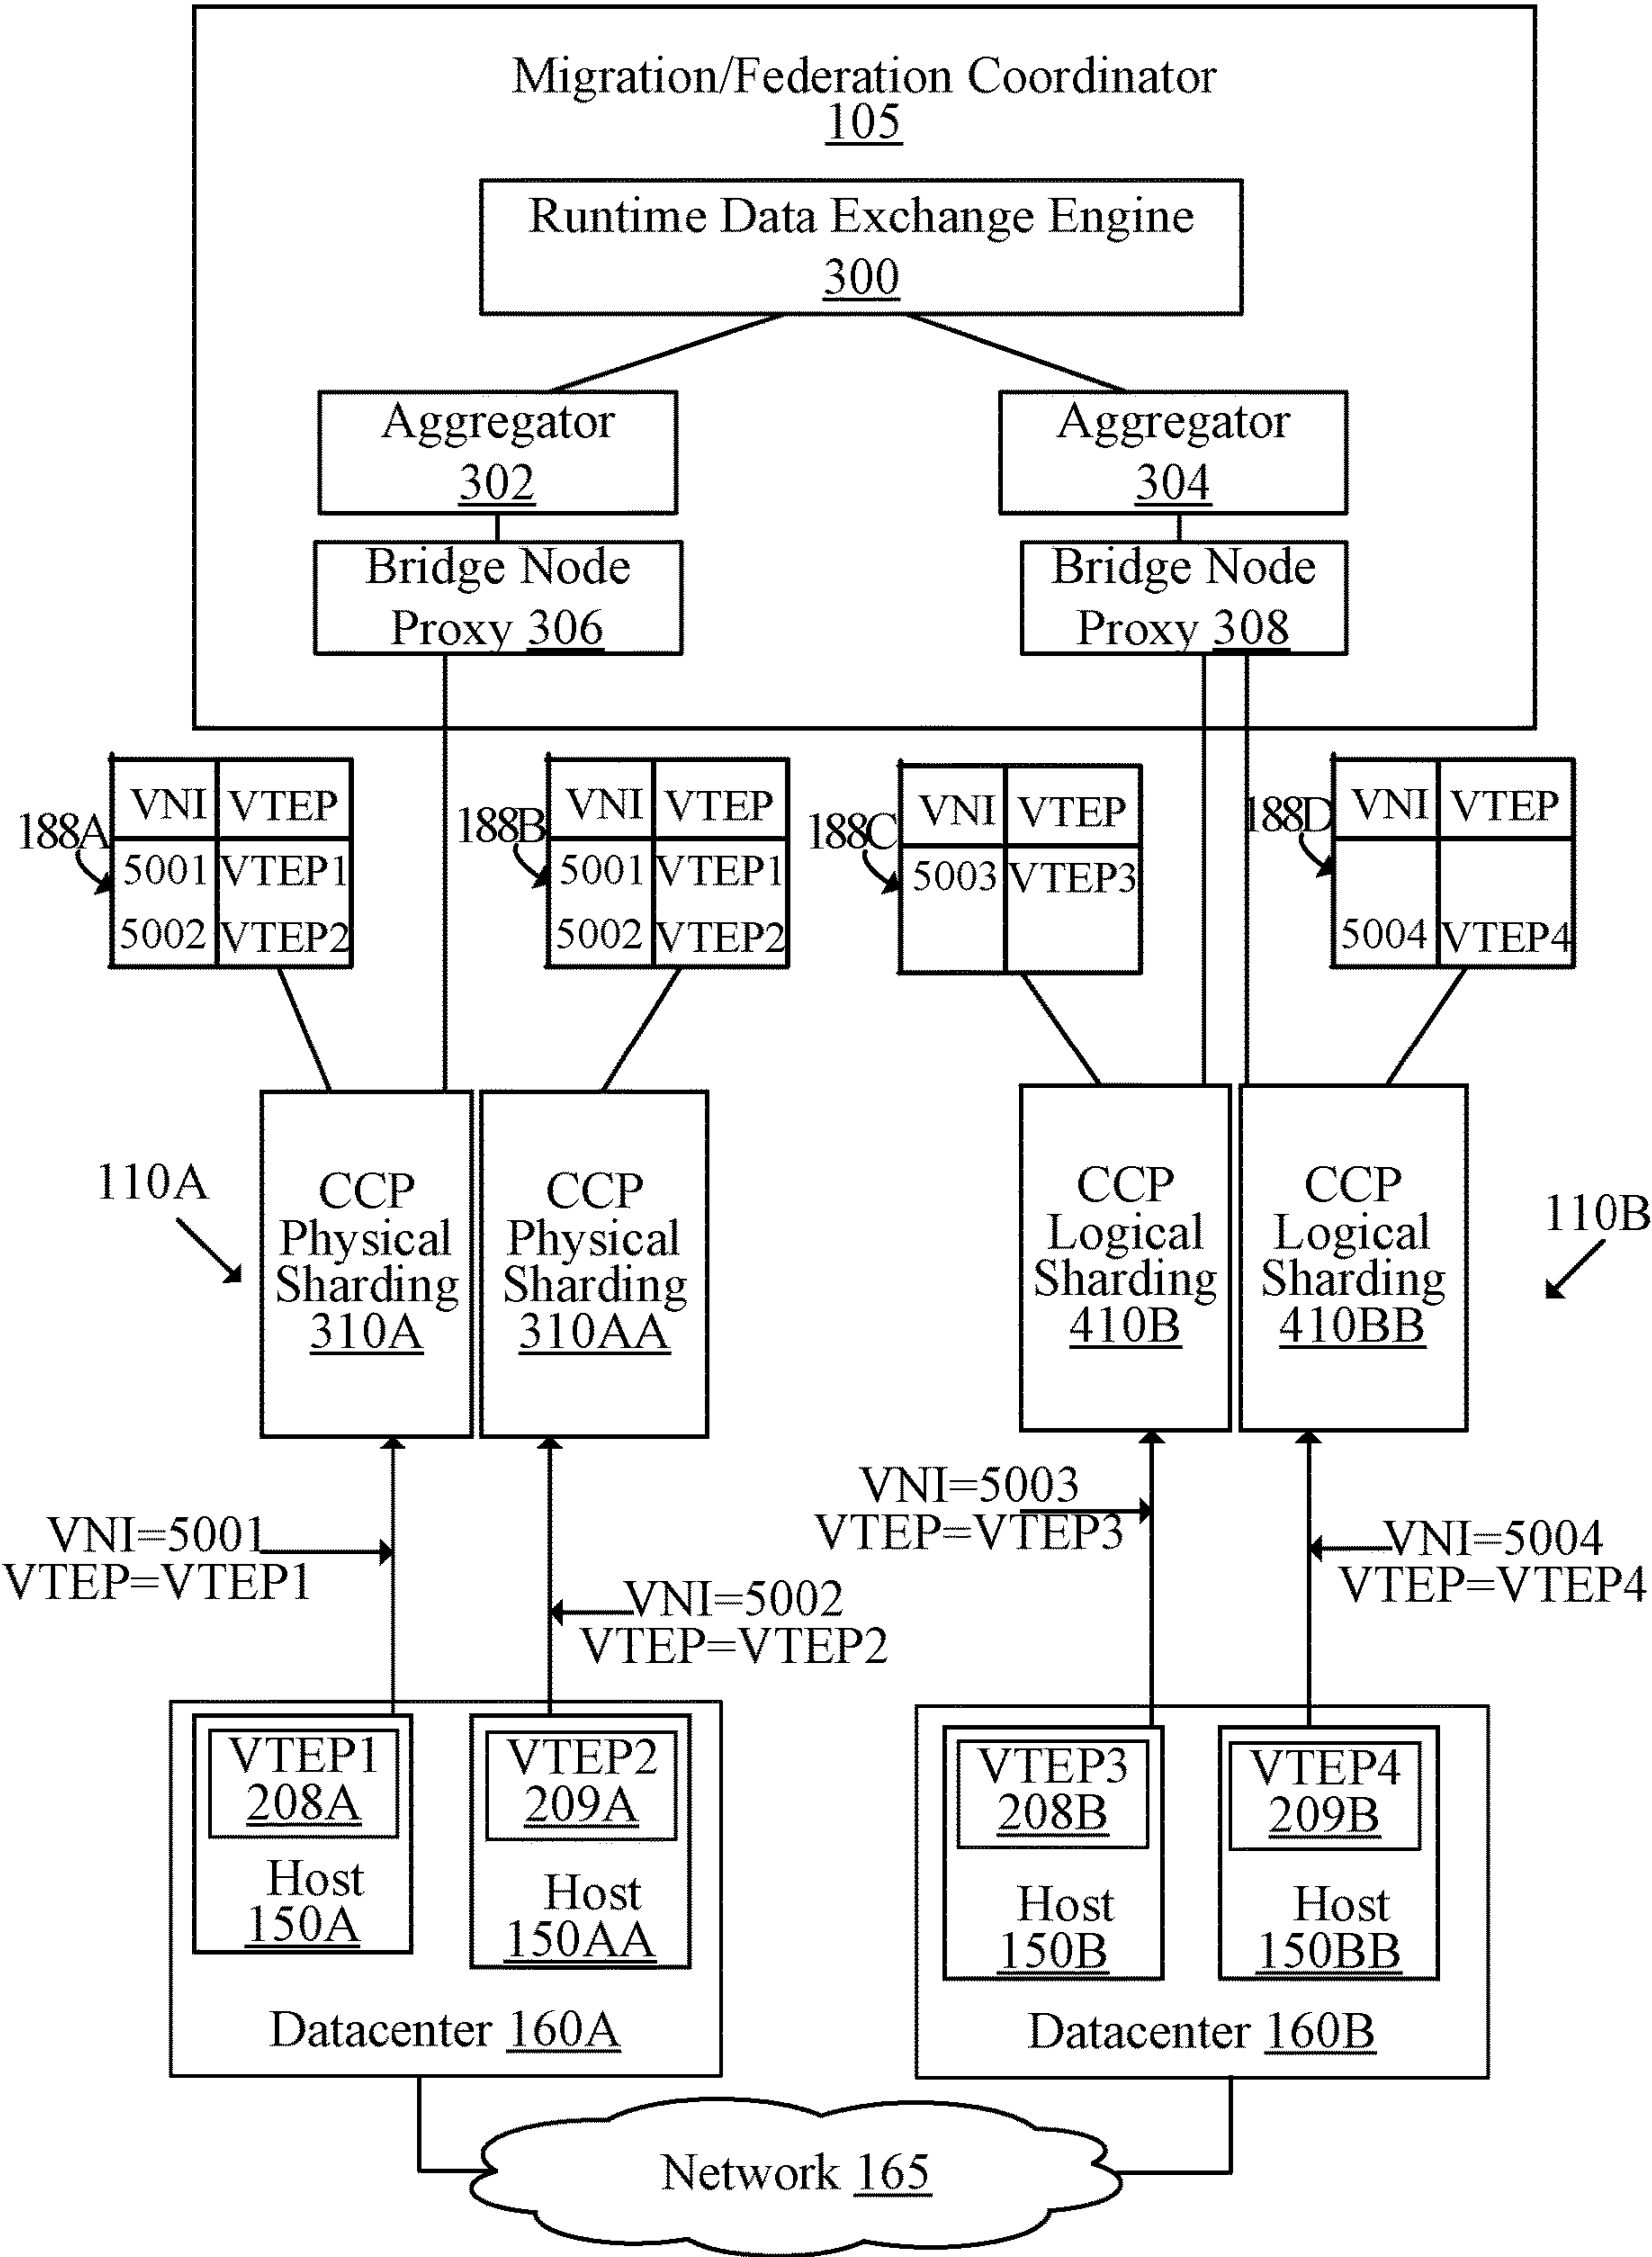 Migration/Federation Coordinator
105
Runtime Data Exchange Engine
300
Aggregator
302
Aggregator
304
Bridge Node
Proxy 306
Bridge Node
Proxy 308
188A
VNI VTEP
5001 VTEP1
5002 VTEP2
188B
VNI VTEP
5001 VTEP1
5002 VTEP2
188C
VNI VTEP
5003 VTEP3
188D
VNI VTEP
5004 VTEP4
110A
CCP
Physical
Sharding
310A
CCP
Physical
Sharding
310AA
CCP
Logical
Sharding
410B
CCP
Logical
Sharding
410BB
110B
VNI=5001
VTEP=VTEP1
VNI=5002
VTEP=VTEP2
VNI=5003
VTEP=VTEP3
VNI=5004
VTEP=VTEP4
VTEP1
208A
Host
150A
VTEP2
209A
Host
150AA
Datacenter 160A
VTEP3
208B
Host
150B
VTEP4
209B
Host
150BB
Datacenter 160B
Network 165